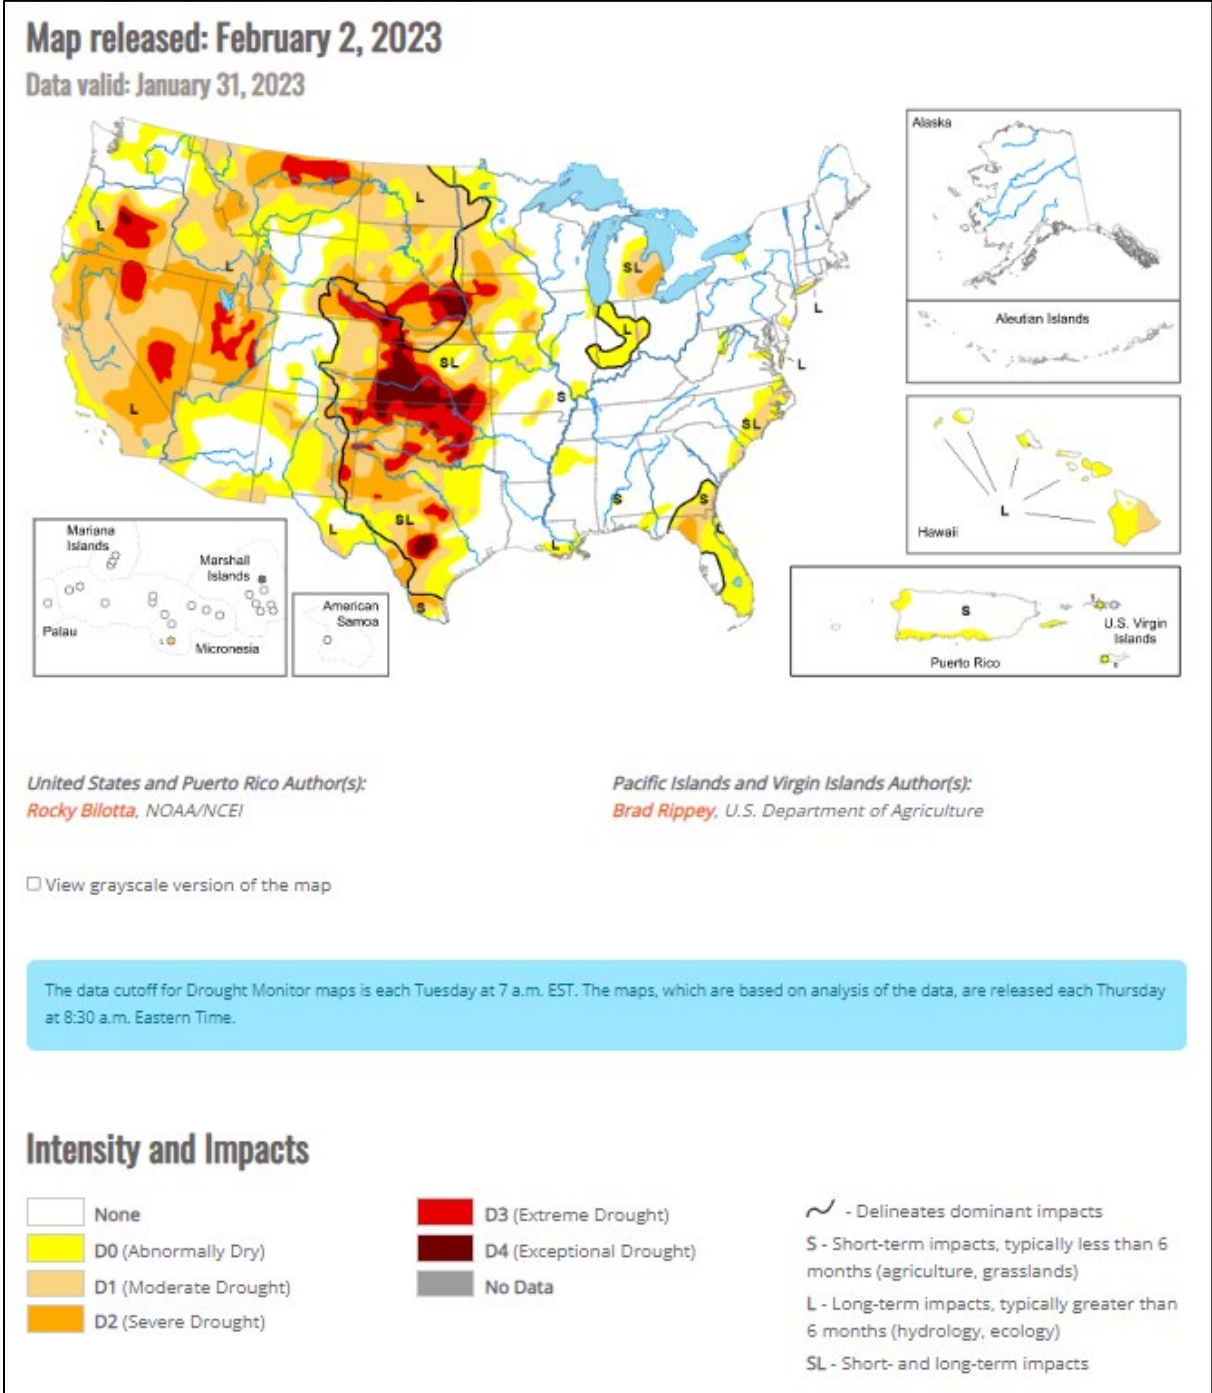 Map released: February 2, 2023
Data valid: January 31, 2023
L
L
L
L
SL
SL
S
S
SL
L
L
L
SL
S
S
L
L
Alaska
Aleutian Islands
L
Hawaii
Mariana
Islands
Marshall
Islands
Palau
Micronesia
American
Samoa
S
U.S. Virgin
Islands
Puerto Rico
United States and Puerto Rico Author(s):
Rocky Bilotta, NOAA/NCEI
Pacific Islands and Virgin Islands Author(s):
Brad Rippey, U.S. Department of Agriculture
View grayscale version of the map
The data cutoff for Drought Monitor maps is each Tuesday at 7 a.m. EST. The maps, which are based on analysis of the data, are released each Thursday
at 8:30 a.m. Eastern Time.
Intensity and Impacts
None
D0 (Abnormally Dry)
D1 (Moderate Drought)
D2 (Severe Drought)
D3 (Extreme Drought)
D4 (Exceptional Drought)
No Data
- Delineates dominant impacts
S - Short-term impacts, typically less than 6
months (agriculture, grasslands)
L - Long-term impacts, typically greater than
6 months (hydrology, ecology)
SL - Short- and long-term impacts